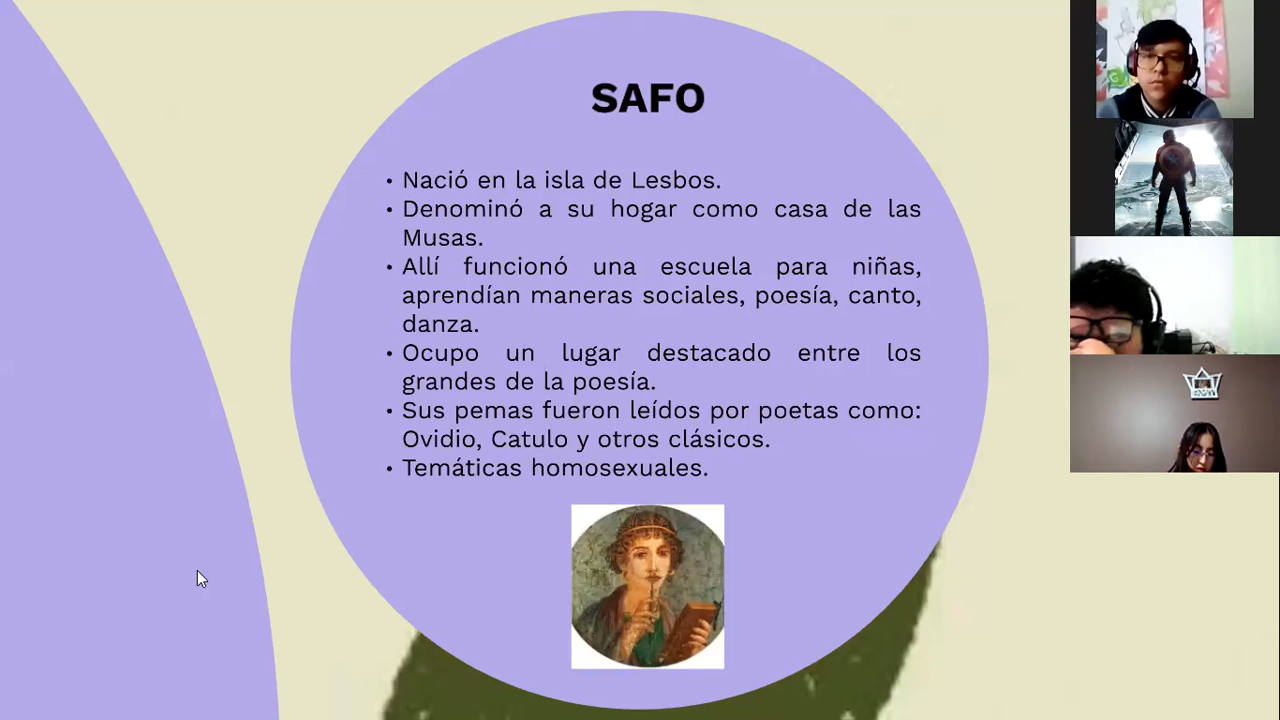 SAFO
• Nació en la isla de Lesbos.
• Denominó a su hogar como casa de las
Musas.
• Allí funcionó una escuela para niñas,
aprendían maneras sociales, poesía, canto,
danza.
• Ocupo un lugar destacado entre los
grandes de la poesía.
• Sus pemas fueron leídos por poetas como:
Ovidio, Catulo y otros clásicos.
• Temáticas homosexuales.